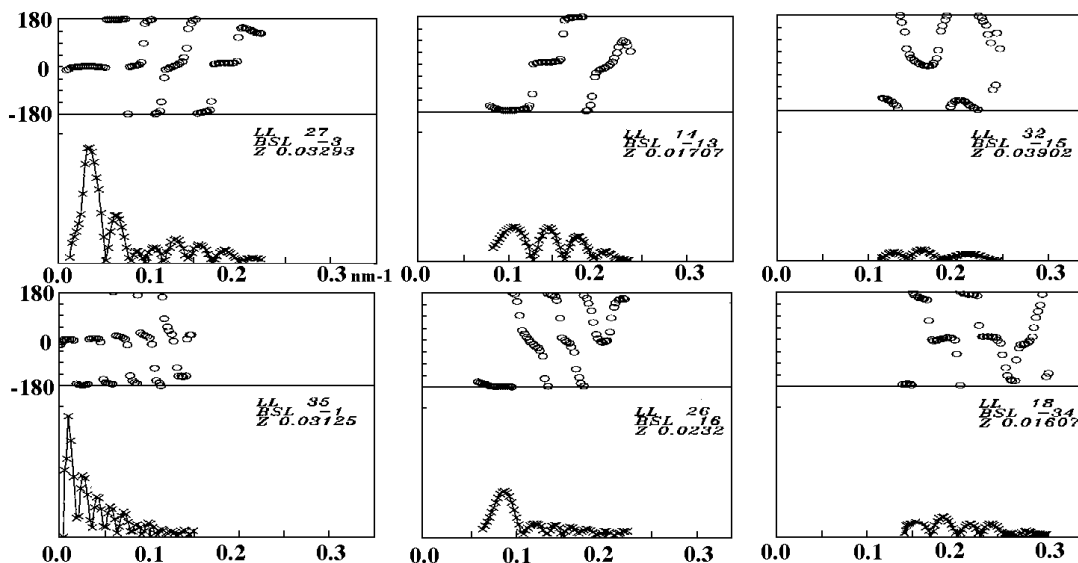 180
0
-180
LL 27
BSL -3
Z 0.03293
0.0 0.1 0.2 0.3 nm-1
LL 14
BSL -13
Z 0.01707
0.0 0.1 0.2 0.3
LL 32
BSL -15
Z 0.03902
0.0 0.1 0.2 0.3
180
0
-180
LL 35
BSL -1
Z 0.03125
0.0 0.1 0.2 0.3
LL 26
BSL 16
Z 0.0232
0.0 0.1 0.2 0.3
LL 18
BSL -34
Z 0.01607
0.0 0.1 0.2 0.3